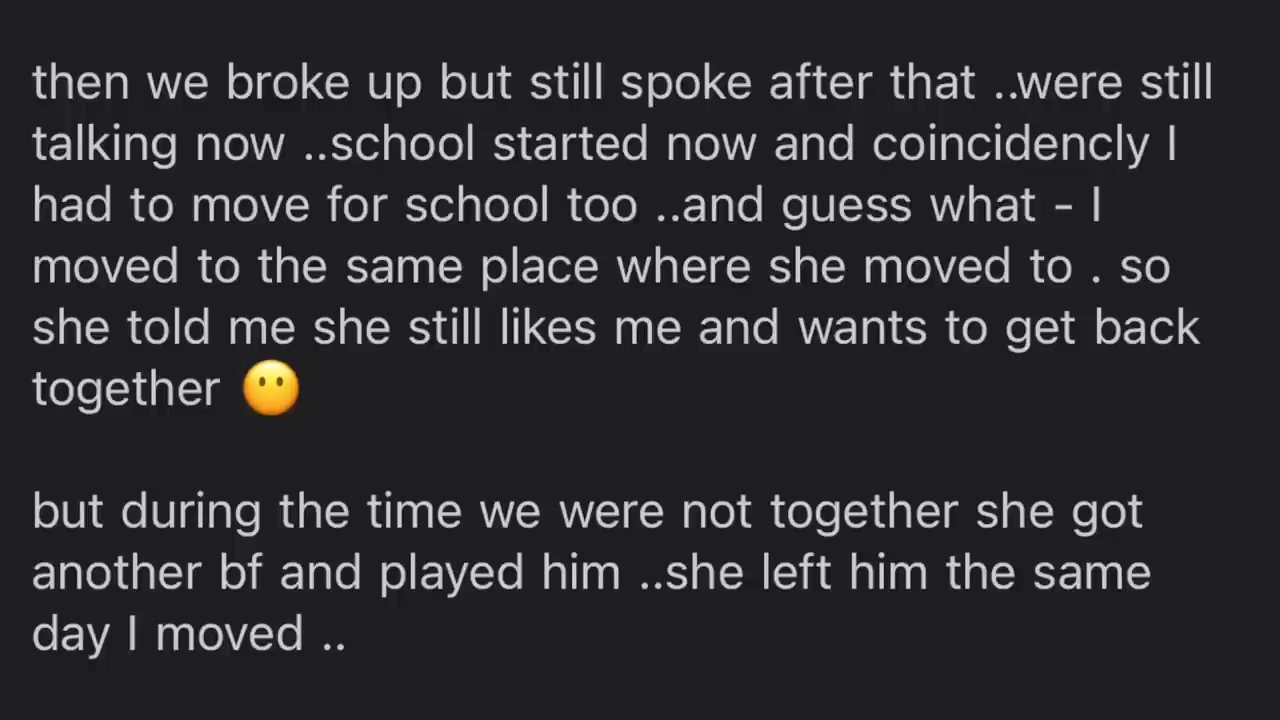 then we broke up but still spoke after that ..were still
talking now ..school started now and coincidencly I
had to move for school too ..and guess what - I
moved to the same place where she moved to . so
she told me she still likes me and wants to get back
together 😶
but during the time we were not together she got
another bf and played him ..she left him the same
day I moved ..